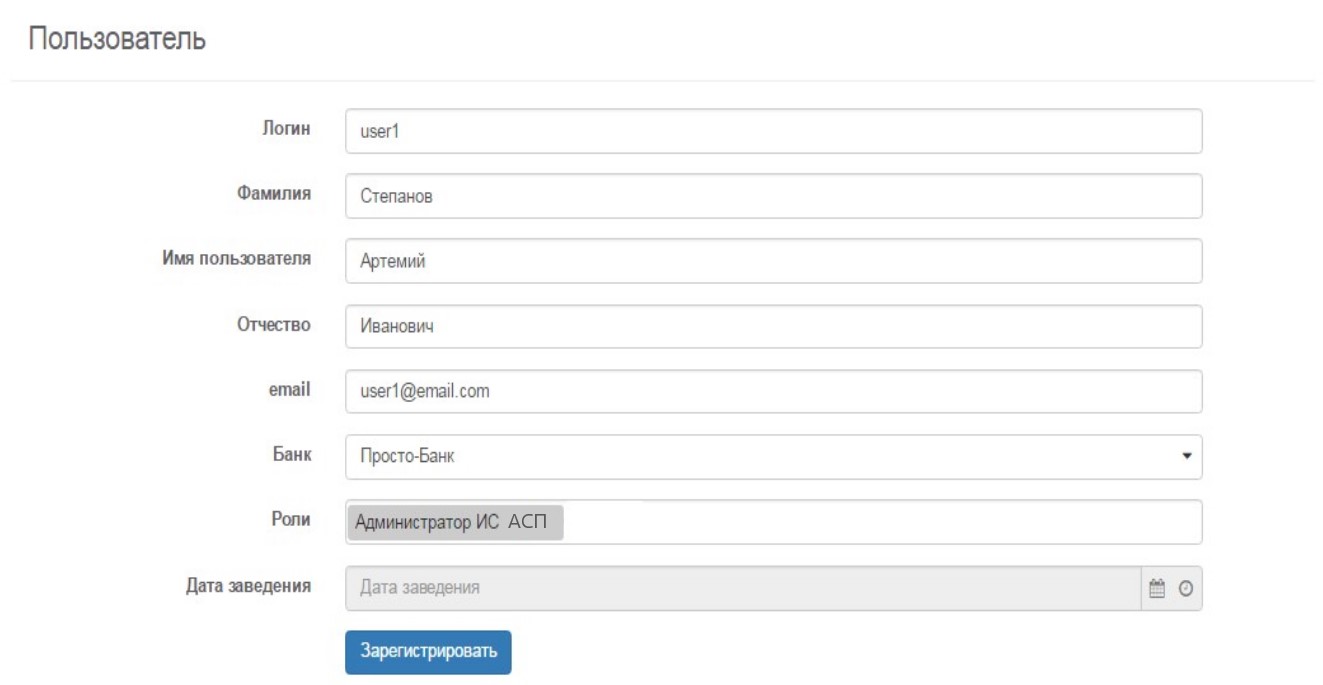 Пользователь
Логин user1
Фамилия Степанов
Имя пользователя Артемий
Отчество Иванович
email user1@email.com
Банк Просто-Банк
Роли Администратор ИС АСП
Дата заведения Дата заведения
Зарегистрировать